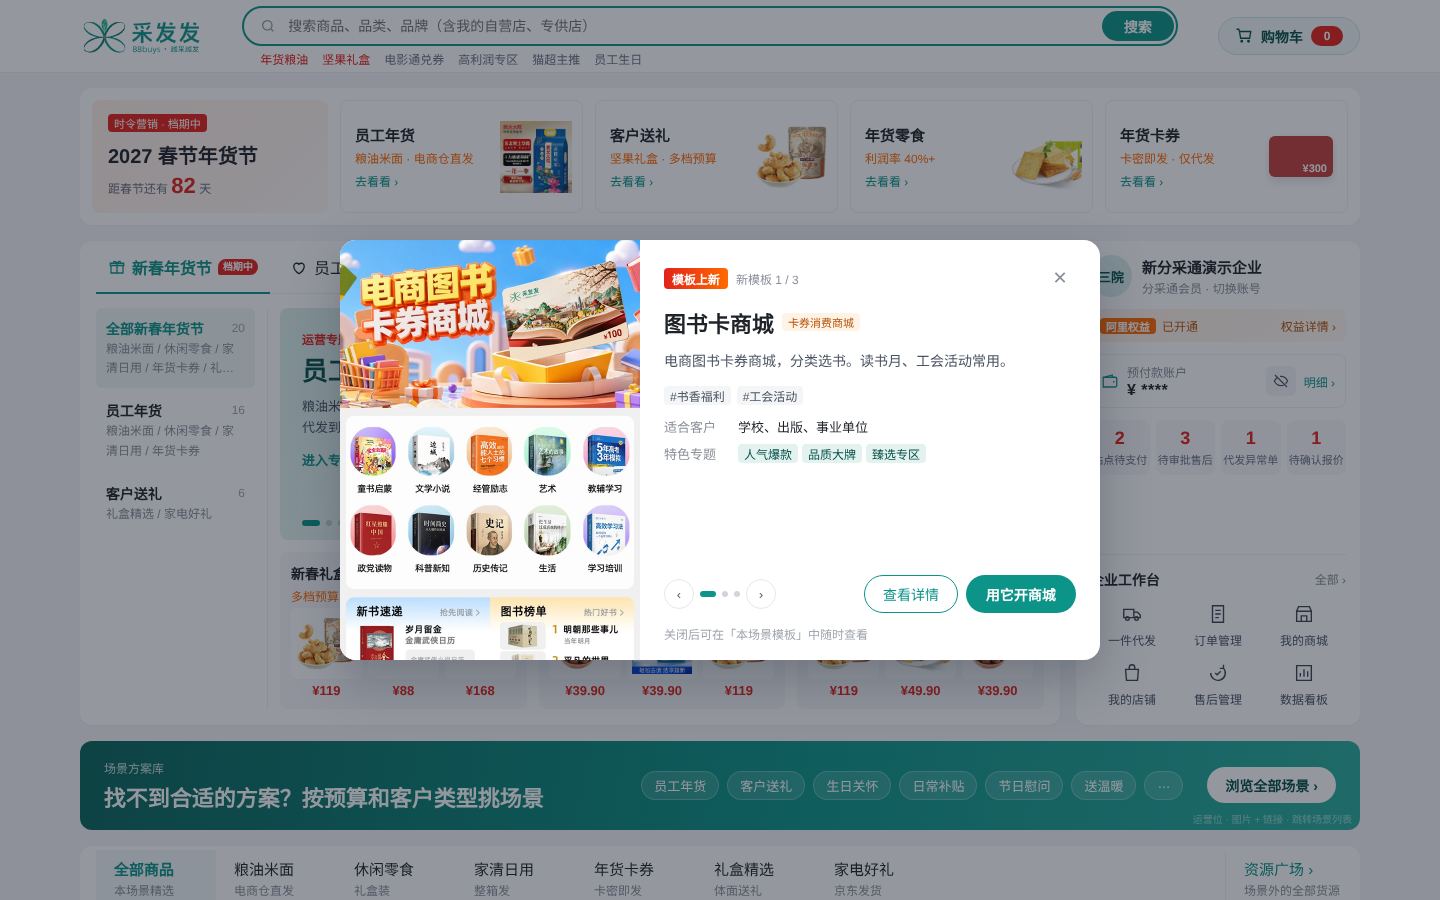 采发发
BBbuys · 越采越发
搜索商品、品类、品牌（含我的自营店、专供店）
搜索
购物车 0
年货粮油 坚果礼盒 电影通兑券 高利润专区 猫超主推 员工生日
时令营销 · 档期中
2027 春节年货节
距春节还有 82 天
员工年货
粮油米面 · 电商仓直发
去看看 ›
客户送礼
坚果礼盒 · 多档预算
去看看 ›
年货零食
利润率 40%+
去看看 ›
年货卡券
卡密即发 · 仅代发
去看看 ›
¥300
新春年货节 档期中
员工
全部新春年货节 20
粮油米面 / 休闲零食 / 家
清日用 / 年货卡券 / 礼…
员工年货 16
粮油米面 / 休闲零食 / 家
清日用 / 年货卡券
客户送礼 6
礼盒精选 / 家电好礼
运营专
员工
粮油米
代发到
进入专
新春礼盒
多档预算
¥119 ¥88 ¥168
¥39.90 ¥39.90 ¥119
¥119 ¥49.90 ¥39.90
电商图书
卡券商城
采发发
¥100
童书启蒙 文学小说 经管励志 艺术 教辅学习
政党读物 科普新知 历史传记 生活 学习培训
新书速递 抢先阅读 >
岁月留金
金庸武侠日历
图书榜单 热门好书 >
1 明朝那些事儿
当年明月
模板上新 新模板 1 / 3
✕
图书卡商城 卡券消费商城
电商图书卡券商城，分类选书。读书月、工会活动常用。
#书香福利 #工会活动
适合客户 学校、出版、事业单位
特色专题 人气爆款 品质大牌 臻选专区
‹ ›
查看详情 用它开商城
关闭后可在「本场景模板」中随时查看
三院
新分采通演示企业
分采通会员 · 切换账号
阿里权益 已开通 权益详情 ›
预付款账户
¥ **** 明细 ›
2 3 1 1
点待支付 待审批售后 代发异常单 待确认报价
企业工作台 全部 ›
一件代发 订单管理 我的商城
我的店铺 售后管理 数据看板
场景方案库
找不到合适的方案？按预算和客户类型挑场景
员工年货 客户送礼 生日关怀 日常补贴 节日慰问 送温暖 ···
浏览全部场景 ›
运营位 · 图片 + 链接 · 跳转场景列表
全部商品 粮油米面 休闲零食 家清日用 年货卡券 礼盒精选 家电好礼 资源广场 ›
本场景精选 电商仓直发 礼盒装 整箱发 卡密即发 体面送礼 京东发货 场景外的全部货源